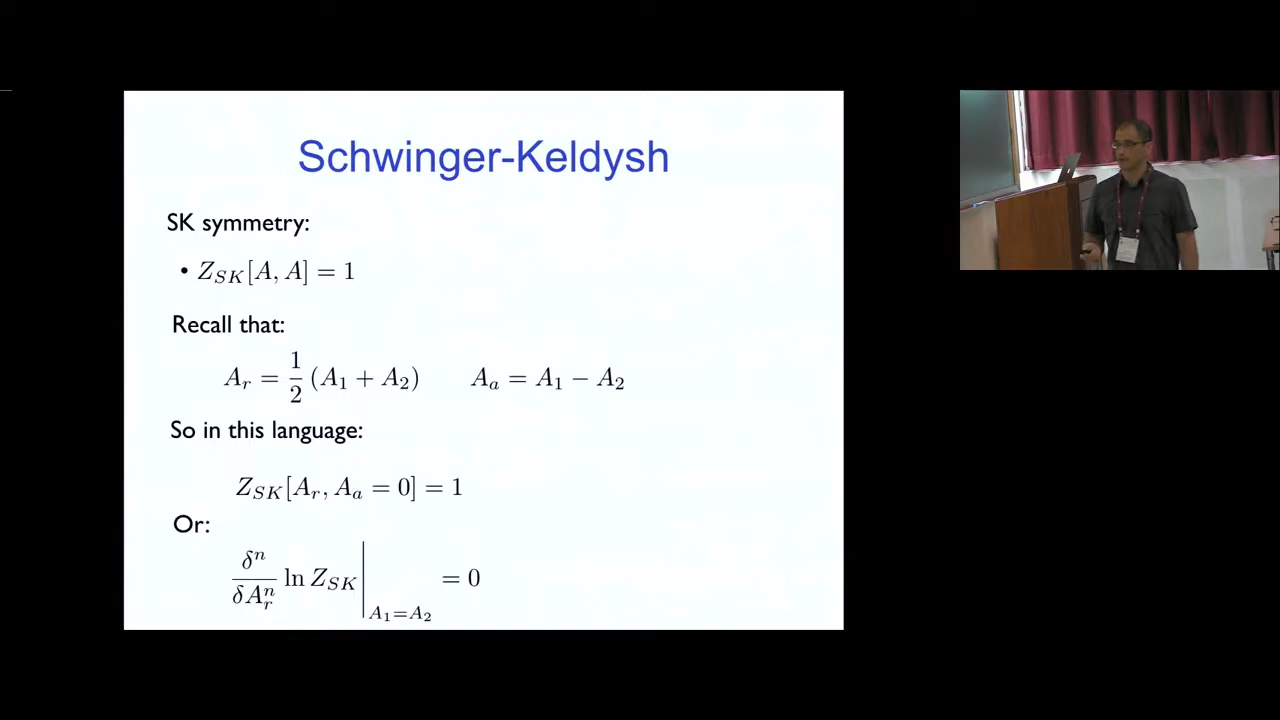 Schwinger-Keldysh
SK symmetry:
• $Z_{SK}[A, A] = 1$
Recall that:
$A_r = \frac{1}{2}(A_1 + A_2)$ $A_a = A_1 - A_2$
So in this language:
$Z_{SK}[A_r, A_a = 0] = 1$
Or:
$\left.\frac{\delta^n}{\delta A_r^n} \ln Z_{SK}\right|_{A_1=A_2} = 0$